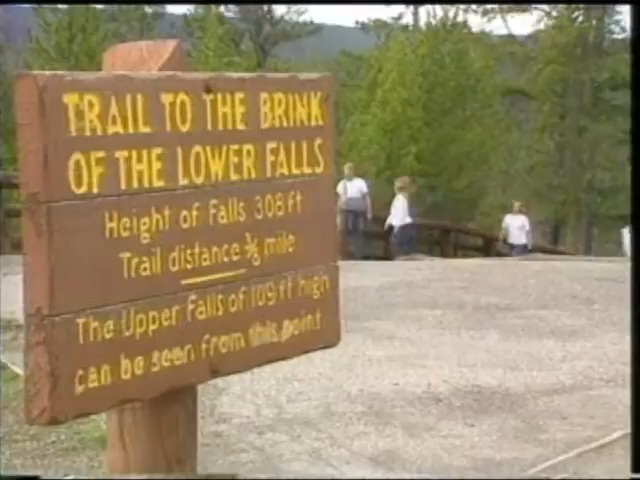 TRAIL TO THE BRINK
OF THE LOWER FALLS
Height of Falls 308 ft
Trail distance 3/8 mile
The Upper Falls of 109 ft high
can be seen from this point